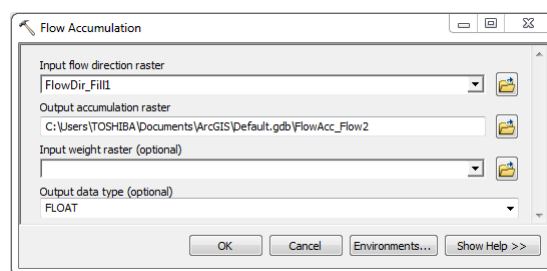 Flow Accumulation
Input flow direction raster
FlowDir_Fill1
Output accumulation raster
C:\Users\TOSHIBA\Documents\ArcGIS\Default.gdb\FlowAcc_Flow2
Input weight raster (optional)
Output data type (optional)
FLOAT
OK Cancel Environments... Show Help >>